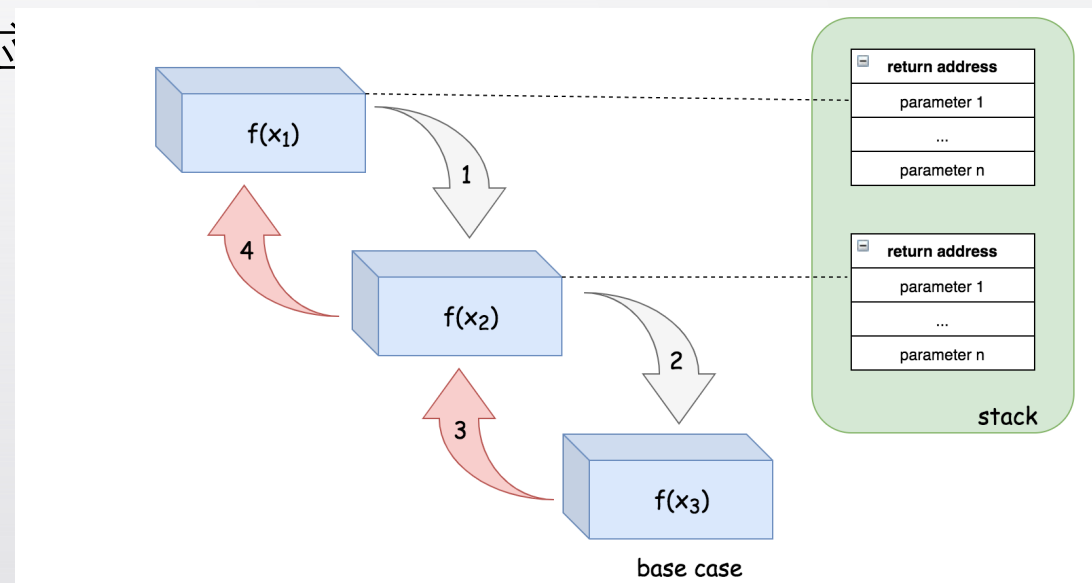 return address
parameter 1
...
parameter n
f(x₁)
1
4
return address
parameter 1
...
parameter n
f(x₂)
2
stack
3
f(x₃)
base case